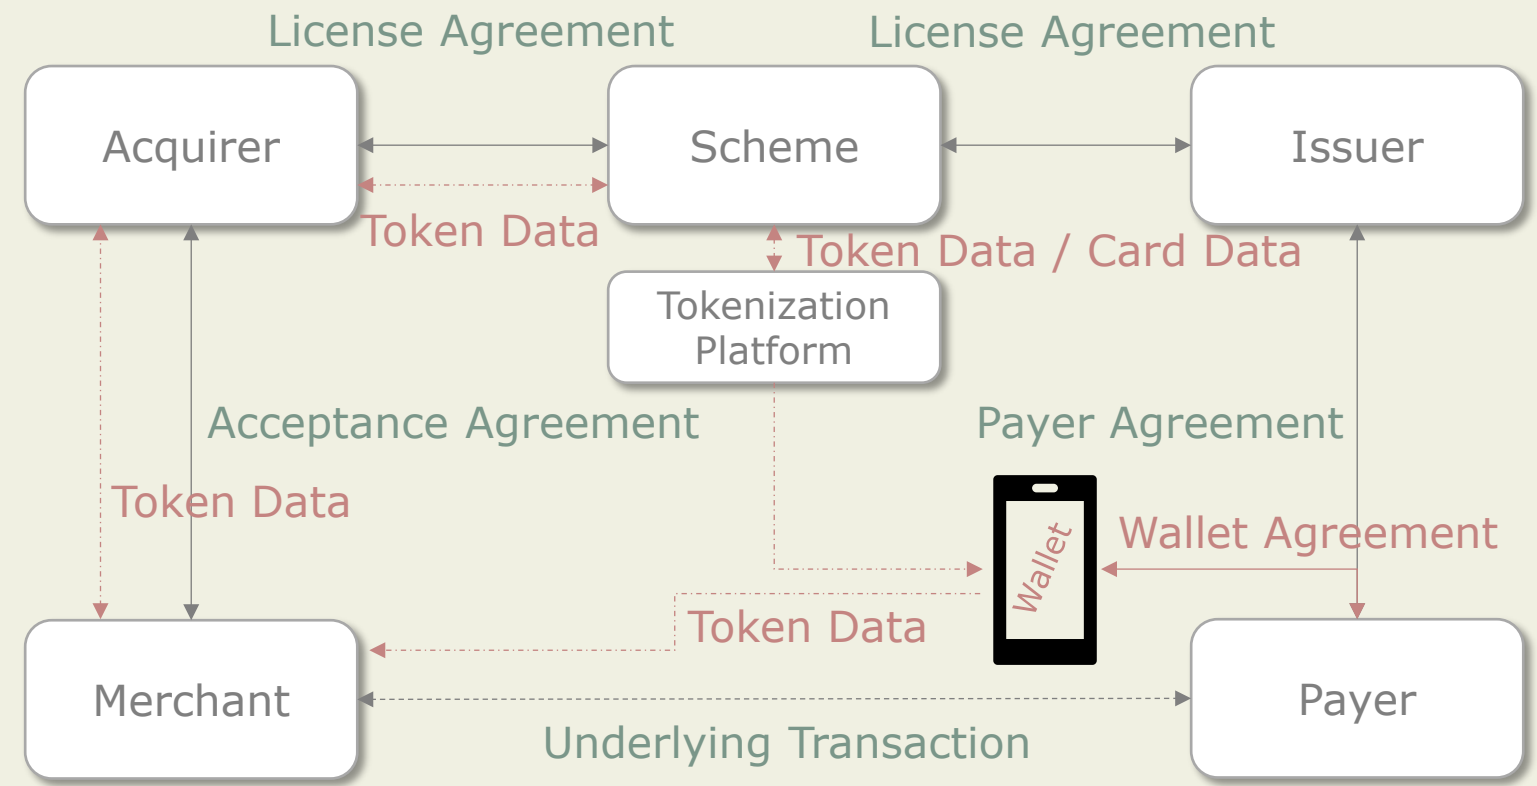 License Agreement
License Agreement
Acquirer
Scheme
Issuer
Token Data
Token Data / Card Data
Tokenization
Platform
Acceptance Agreement
Payer Agreement
Token Data
Wallet Agreement
Wallet
Token Data
Merchant
Payer
Underlying Transaction